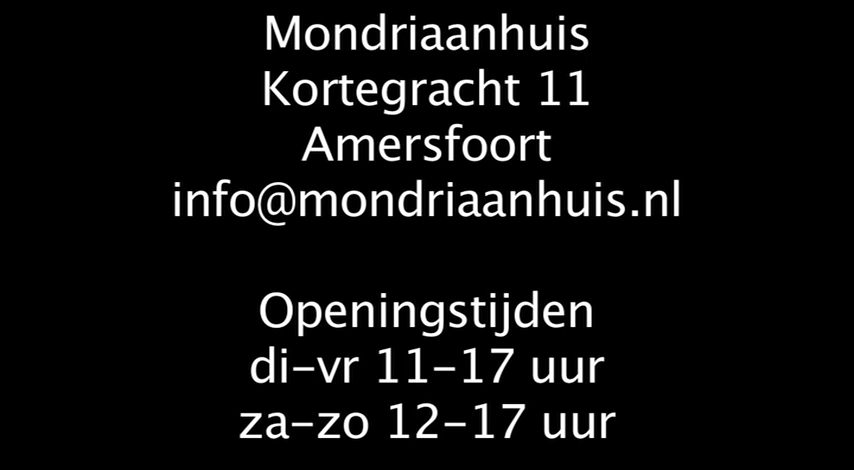 Mondriaanhuis
Kortegracht 11
Amersfoort
info@mondriaanhuis.nl
Openingstijden
di-vr 11-17 uur
za-zo 12-17 uur